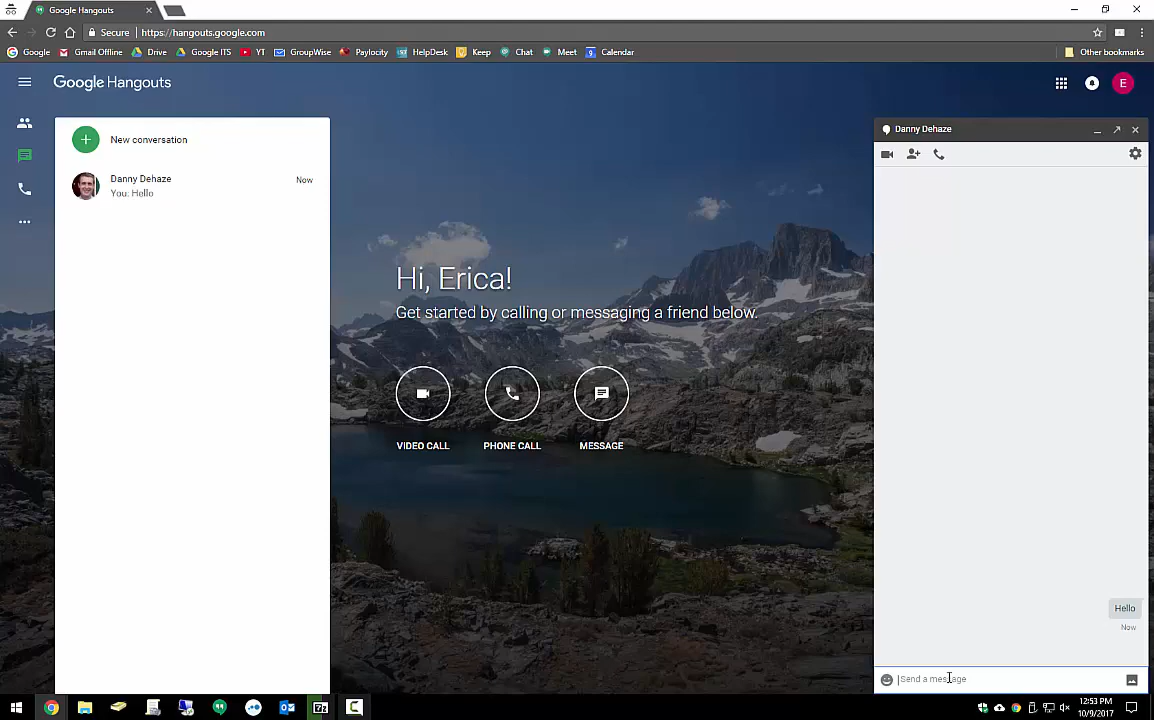 Google Hangouts
Secure https://hangouts.google.com
Google Gmail Offline Drive Google ITS YT GroupWise Paylocity HelpDesk Keep Chat Meet Calendar Other bookmarks
Google Hangouts
E
New conversation
Danny Dehaze Now
You: Hello
Hi, Erica!
Get started by calling or messaging a friend below.
VIDEO CALL PHONE CALL MESSAGE
Danny Dehaze
Hello
Now
Send a message
12:53 PM
10/9/2017